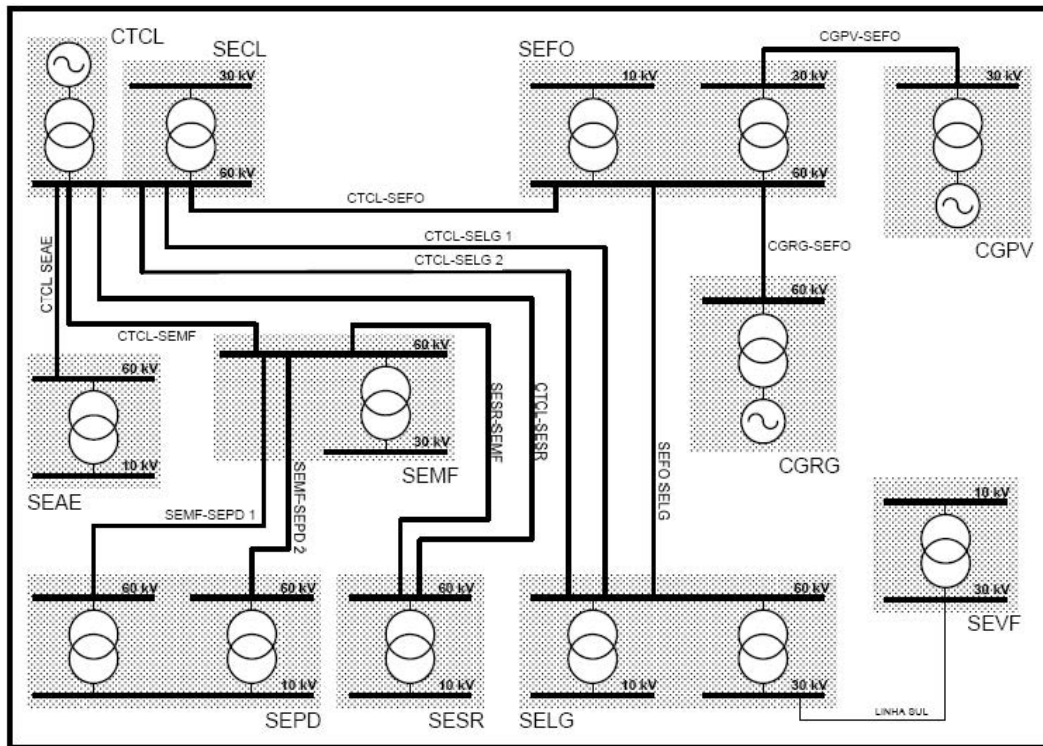 CTCL
SECL
30 kV
60 kV
SEFO
10 kV
30 kV
60 kV
CGPV-SEFO
30 kV
CGPV
CTCL-SEFO
CTCL-SELG 1
CTCL-SELG 2
CGRG-SEFO
60 kV
CGRG
CTCL SEAE
CTCL-SEMF
60 kV
10 kV
SEAE
60 kV
30 kV
SEMF
SESR-SEMF
CTCL-SESR
SEFO SELG
SEMF-SEPD 1
SEMF-SEPD 2
60 kV
60 kV
10 kV
SEPD
60 kV
10 kV
SESR
60 kV
10 kV
30 kV
SELG
10 kV
30 kV
SEVF
LINHA SUL